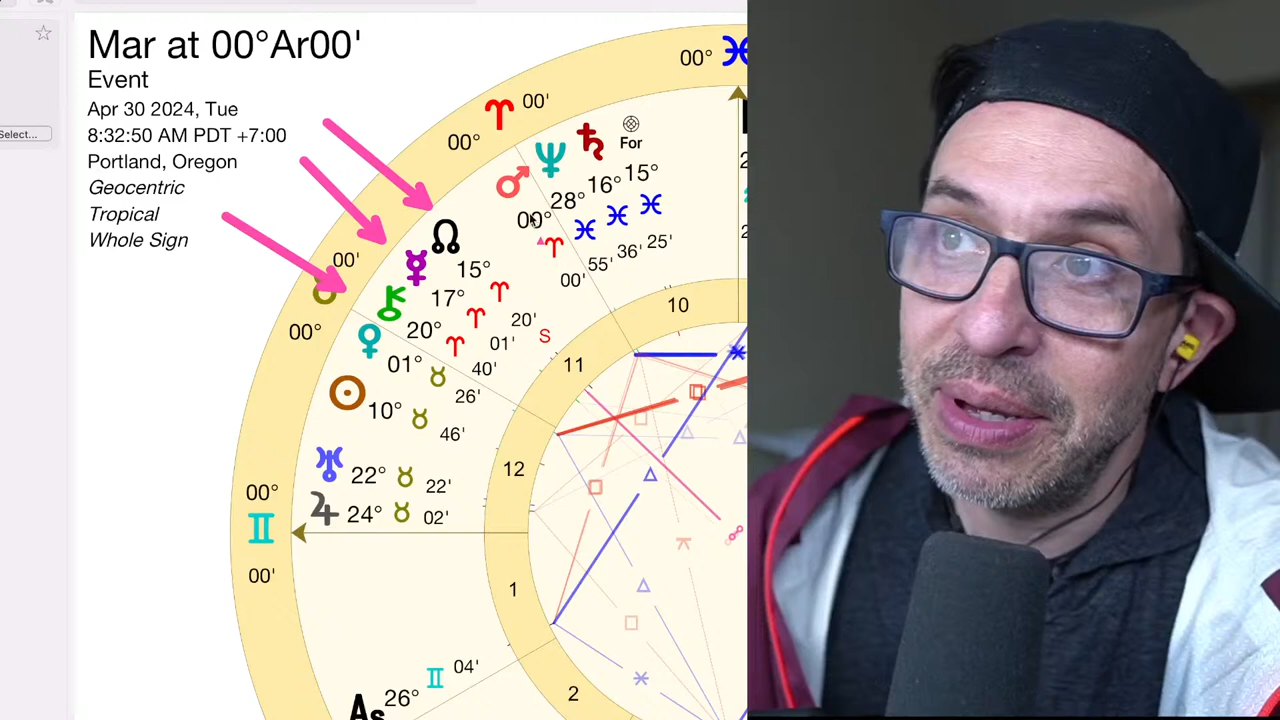 Select...
Mar at 00°Ar00'
Event
Apr 30 2024, Tue
8:32:50 AM PDT +7:00
Portland, Oregon
Geocentric
Tropical
Whole Sign
00° ♓
00° ♈ 00'
♂ 00° ♈ 00'
♆ 28° ♓ 55'
♄ 16° ♓ 36'
For 15° ♓ 25'
☊ 15° ♈ 20'
☿ 17° ♈ 01' S
⚷ 20° ♈ 40'
00° ♉ 00'
♀ 01° ♉ 26'
☉ 10° ♉ 46'
♅ 22° ♉ 22'
♃ 24° ♉ 02'
00° ♊ 00'
10
11
12
1
2
As 26° ♊ 04'